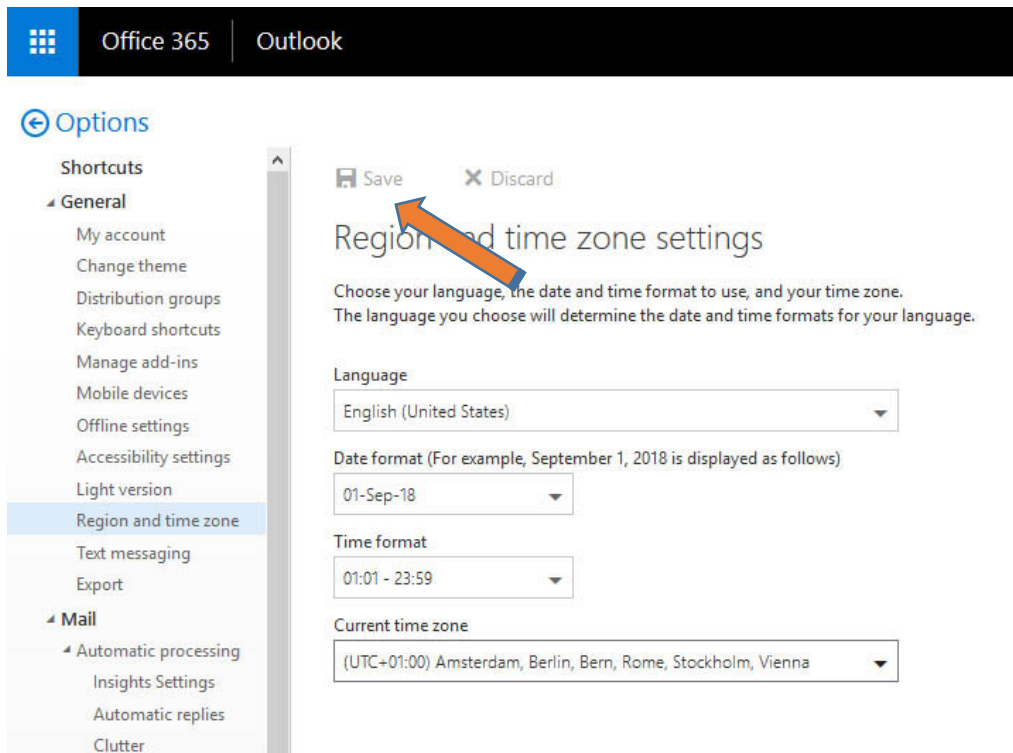 Office 365 Outlook
Options
Shortcuts
General
My account
Change theme
Distribution groups
Keyboard shortcuts
Manage add-ins
Mobile devices
Offline settings
Accessibility settings
Light version
Region and time zone
Text messaging
Export
Mail
Automatic processing
Insights Settings
Automatic replies
Clutter
Save Discard
Region and time zone settings
Choose your language, the date and time format to use, and your time zone.
The language you choose will determine the date and time formats for your language.
Language
English (United States)
Date format (For example, September 1, 2018 is displayed as follows)
01-Sep-18
Time format
01:01 - 23:59
Current time zone
(UTC+01:00) Amsterdam, Berlin, Bern, Rome, Stockholm, Vienna